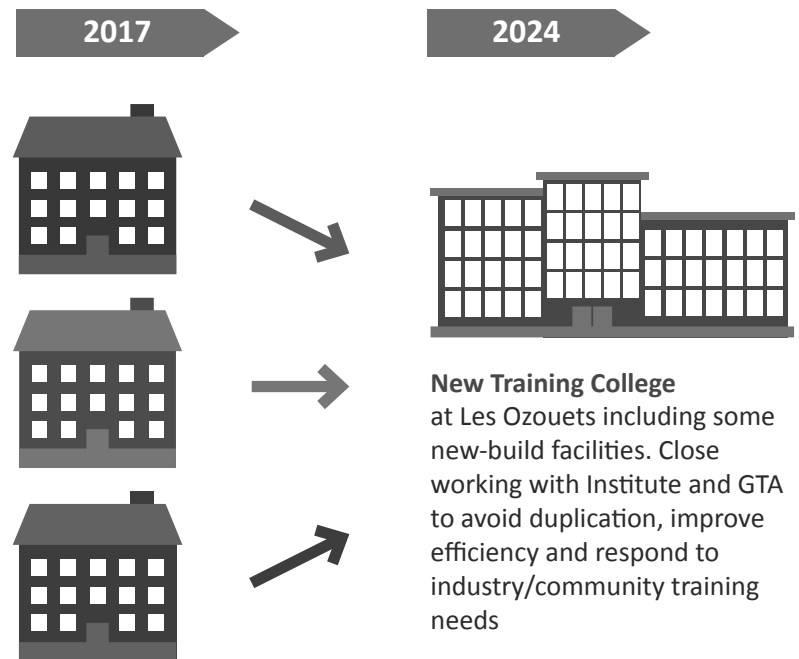 2017
2024
New Training College
at Les Ozouets including some
new-build facilities. Close
working with Institute and GTA
to avoid duplication, improve
efficiency and respond to
industry/community training
needs